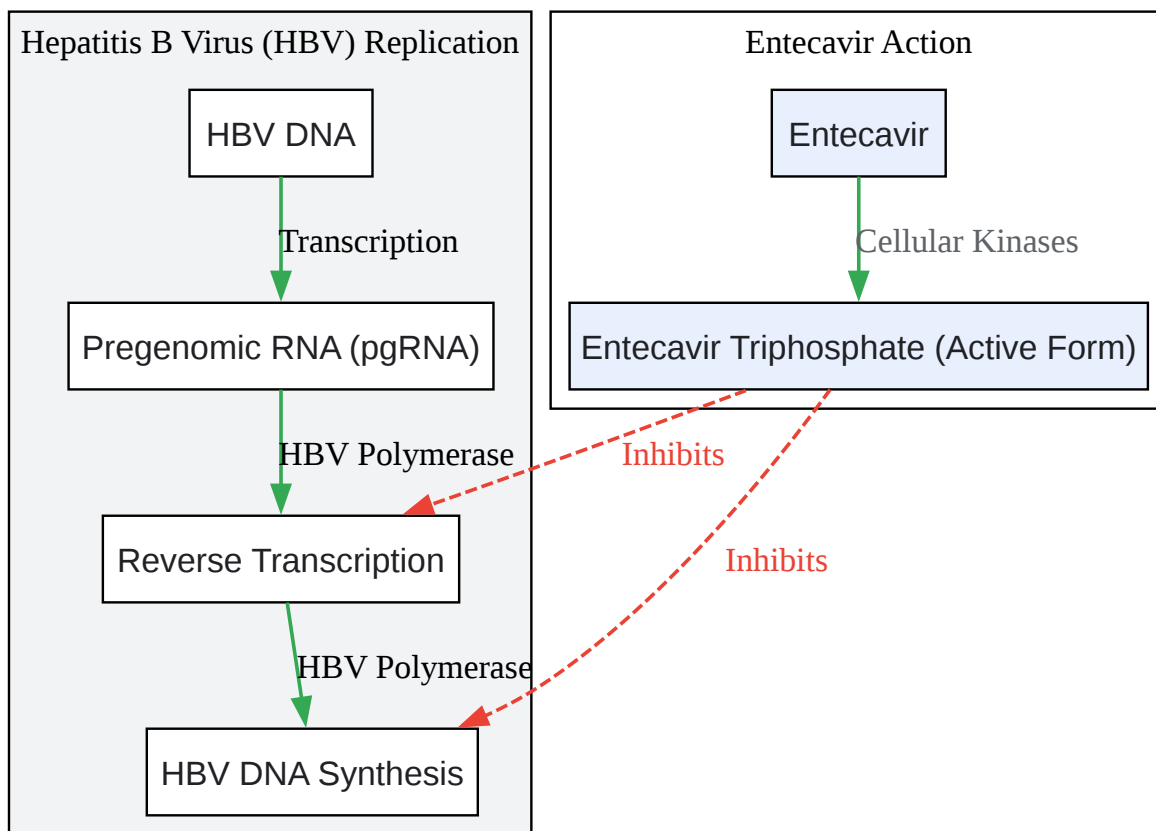 Hepatitis B Virus (HBV) Replication
HBV DNA
Transcription
Pregenomic RNA (pgRNA)
HBV Polymerase
Reverse Transcription
HBV Polymerase
HBV DNA Synthesis
Entecavir Action
Entecavir
Cellular Kinases
Entecavir Triphosphate (Active Form)
Inhibits
Inhibits